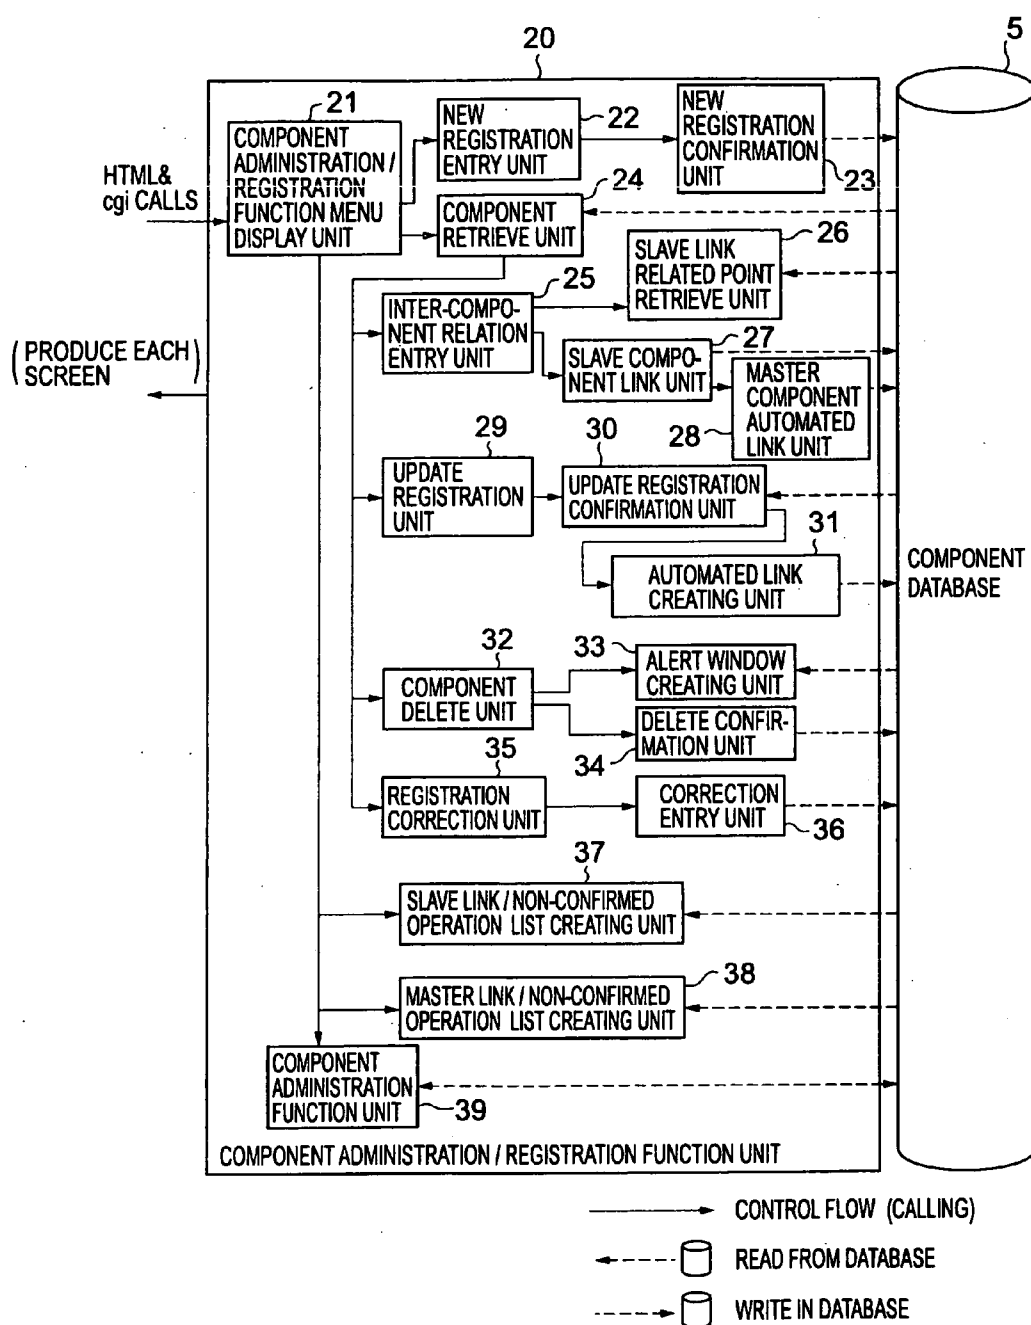 20
5
21
COMPONENT
ADMINISTRATION /
REGISTRATION
FUNCTION MENU
DISPLAY UNIT
NEW
REGISTRATION
ENTRY UNIT
22
NEW
REGISTRATION
CONFIRMATION
UNIT
23
HTML&
cgi CALLS
24
COMPONENT
RETRIEVE UNIT
26
SLAVE LINK
RELATED POINT
RETRIEVE UNIT
25
INTER-COMPO-
NENT RELATION
ENTRY UNIT
27
SLAVE COMPO-
NENT LINK UNIT
MASTER
COMPONENT
AUTOMATED
LINK UNIT
28
(PRODUCE EACH)
SCREEN
29
UPDATE
REGISTRATION
UNIT
30
UPDATE REGISTRATION
CONFIRMATION UNIT
31
AUTOMATED LINK
CREATING UNIT
COMPONENT
DATABASE
32
COMPONENT
DELETE UNIT
33
ALERT WINDOW
CREATING UNIT
DELETE CONFIR-
MATION UNIT
34
35
REGISTRATION
CORRECTION UNIT
CORRECTION
ENTRY UNIT
36
37
SLAVE LINK / NON-CONFIRMED
OPERATION LIST CREATING UNIT
38
MASTER LINK / NON-CONFIRMED
OPERATION LIST CREATING UNIT
COMPONENT
ADMINISTRATION
FUNCTION UNIT
39
COMPONENT ADMINISTRATION / REGISTRATION FUNCTION UNIT
CONTROL FLOW (CALLING)
READ FROM DATABASE
WRITE IN DATABASE